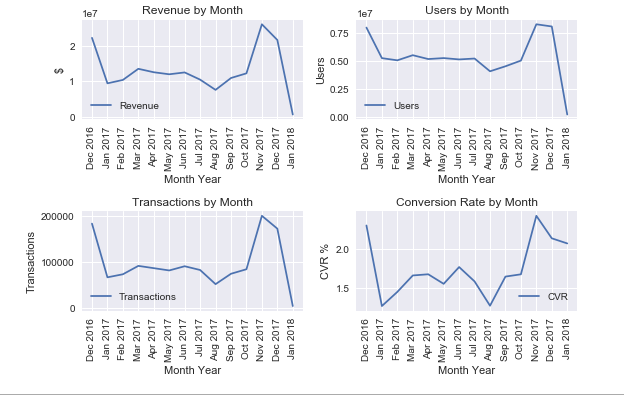 Revenue by Month
1e7
2
1
0
$
Revenue
Dec 2016
Jan 2017
Feb 2017
Mar 2017
Apr 2017
May 2017
Jun 2017
Jul 2017
Aug 2017
Sep 2017
Oct 2017
Nov 2017
Dec 2017
Jan 2018
Month Year
Users by Month
1e7
0.75
0.50
0.25
0.00
Users
Users
Dec 2016
Jan 2017
Feb 2017
Mar 2017
Apr 2017
May 2017
Jun 2017
Jul 2017
Aug 2017
Sep 2017
Oct 2017
Nov 2017
Dec 2017
Jan 2018
Month Year
Transactions by Month
200000
100000
0
Transactions
Transactions
Dec 2016
Jan 2017
Feb 2017
Mar 2017
Apr 2017
May 2017
Jun 2017
Jul 2017
Aug 2017
Sep 2017
Oct 2017
Nov 2017
Dec 2017
Jan 2018
Month Year
Conversion Rate by Month
2.0
1.5
CVR %
CVR
Dec 2016
Jan 2017
Feb 2017
Mar 2017
Apr 2017
May 2017
Jun 2017
Jul 2017
Aug 2017
Sep 2017
Oct 2017
Nov 2017
Dec 2017
Jan 2018
Month Year